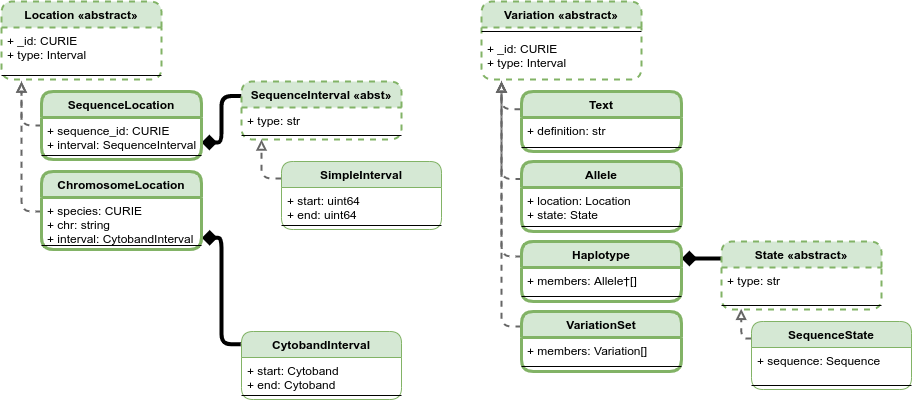 Location «abstract»
+ _id: CURIE
+ type: Interval
SequenceLocation
+ sequence_id: CURIE
+ interval: SequenceInterval
ChromosomeLocation
+ species: CURIE
+ chr: string
+ interval: CytobandInterval
SequenceInterval «abst»
+ type: str
SimpleInterval
+ start: uint64
+ end: uint64
CytobandInterval
+ start: Cytoband
+ end: Cytoband
Variation «abstract»
+ _id: CURIE
+ type: Interval
Text
+ definition: str
Allele
+ location: Location
+ state: State
Haplotype
+ members: Allele†[]
VariationSet
+ members: Variation[]
State «abstract»
+ type: str
SequenceState
+ sequence: Sequence